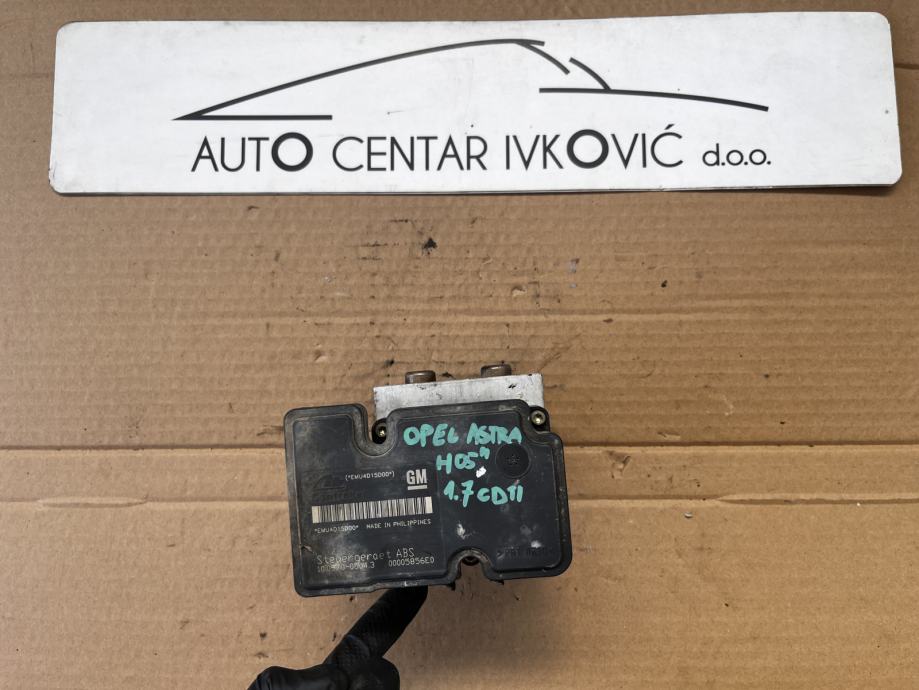 AUTO CENTAR IVKOVIĆ d.o.o.
OPEL ASTRA
H 05"
1.7 CDTI
(*EMU4D15D00*)
GM
*EMU4D15D00* MADE IN PHILIPPINES
Steuergeraet ABS
00005856E0